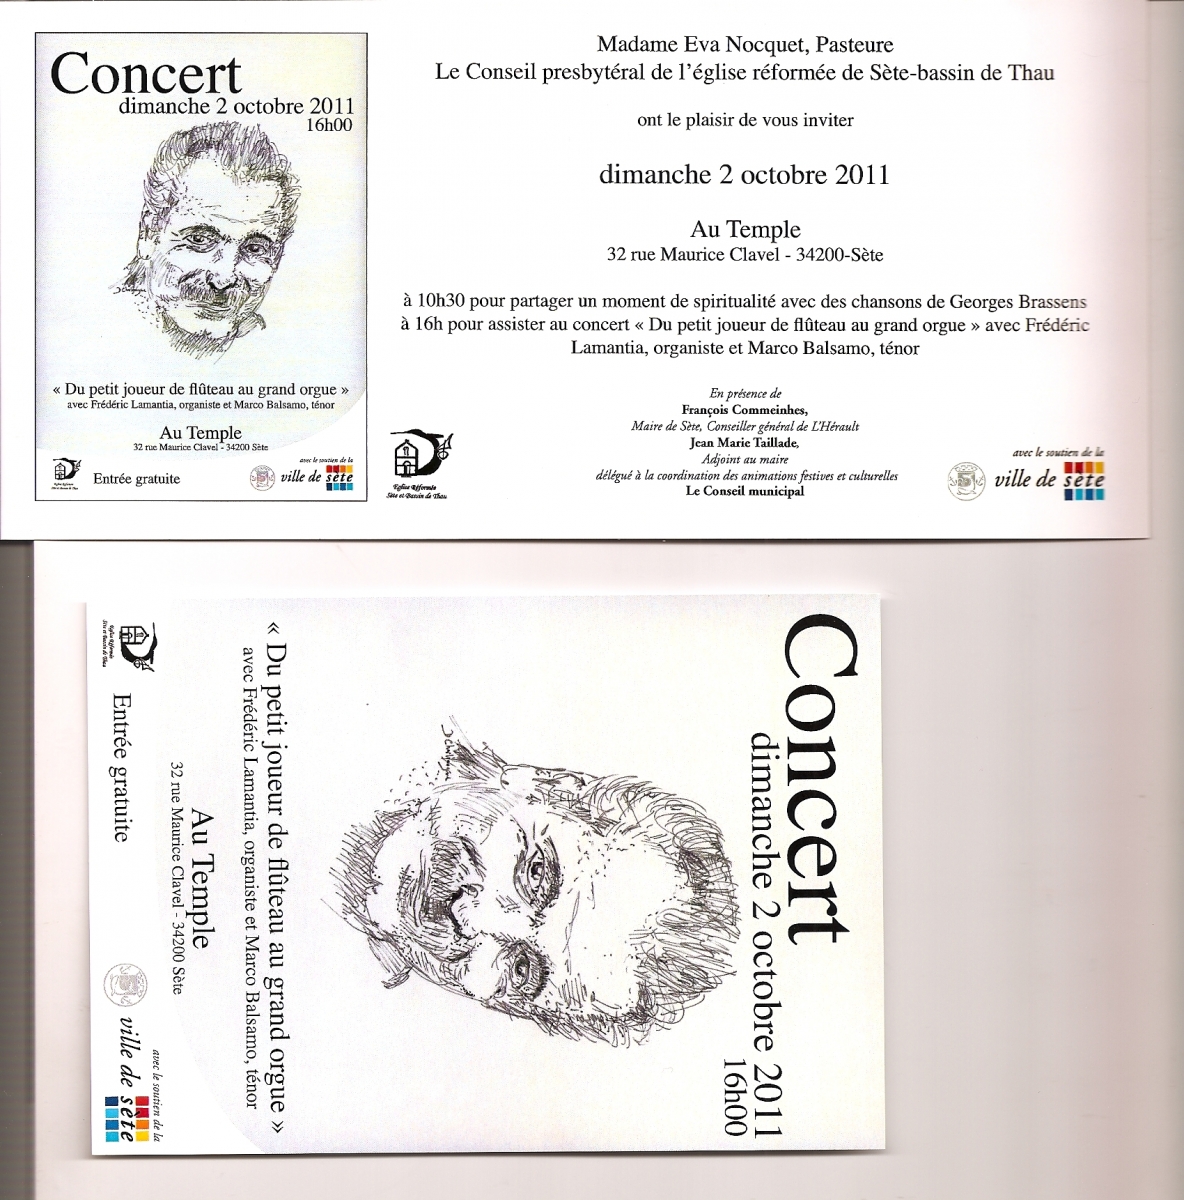 Concert
dimanche 2 octobre 2011
16h00
« Du petit joueur de flûteau au grand orgue »
avec Frédéric Lamantia, organiste et Marco Balsamo, ténor
Au Temple
32 rue Maurice Clavel - 34200 Sète
Entrée gratuite
avec le soutien de la
ville de sète
Madame Eva Nocquet, Pasteure
Le Conseil presbytéral de l'église réformée de Sète-bassin de Thau
ont le plaisir de vous inviter
dimanche 2 octobre 2011
Au Temple
32 rue Maurice Clavel - 34200-Sète
à 10h30 pour partager un moment de spiritualité avec des chansons de Georges Brassens
à 16h pour assister au concert « Du petit joueur de flûteau au grand orgue » avec Frédéric
Lamantia, organiste et Marco Balsamo, ténor
En présence de
François Commeinhes,
Maire de Sète, Conseiller général de L'Hérault
Jean Marie Taillade,
Adjoint au maire
délégué à la coordination des animations festives et culturelles
Le Conseil municipal
Eglise Réformée
Sète et Bassin de Thau
avec le soutien de la
ville de sète
Concert
dimanche 2 octobre 2011
16h00
« Du petit joueur de flûteau au grand orgue »
avec Frédéric Lamantia, organiste et Marco Balsamo, ténor
Au Temple
32 rue Maurice Clavel - 34200 Sète
Eglise Réformée
Sète et Bassin de Thau
Entrée gratuite
avec le soutien de la
ville de sète